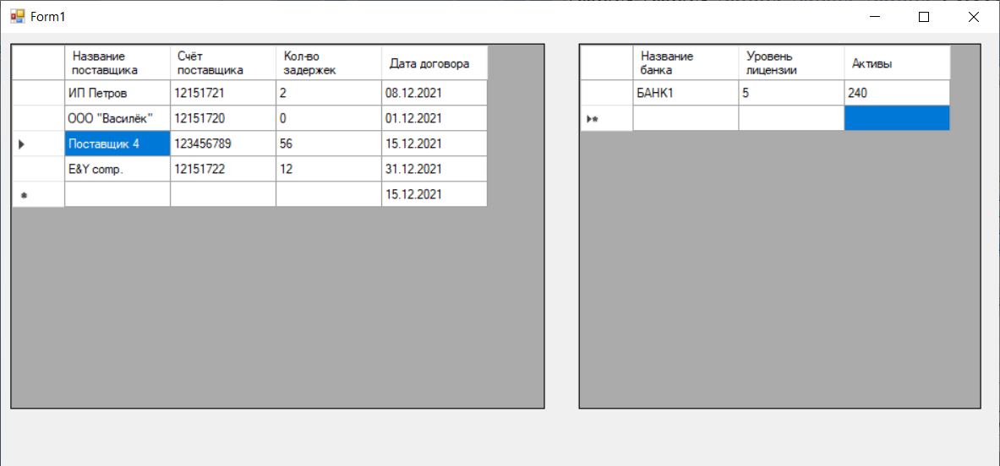 Form1
Название поставщика Счёт поставщика Кол-во задержек Дата договора
ИП Петров 12151721 2 08.12.2021
ООО "Василёк" 12151720 0 01.12.2021
Поставщик 4 123456789 56 15.12.2021
E&Y comp. 12151722 12 31.12.2021
15.12.2021
Название банка Уровень лицензии Активы
БАНК1 5 240